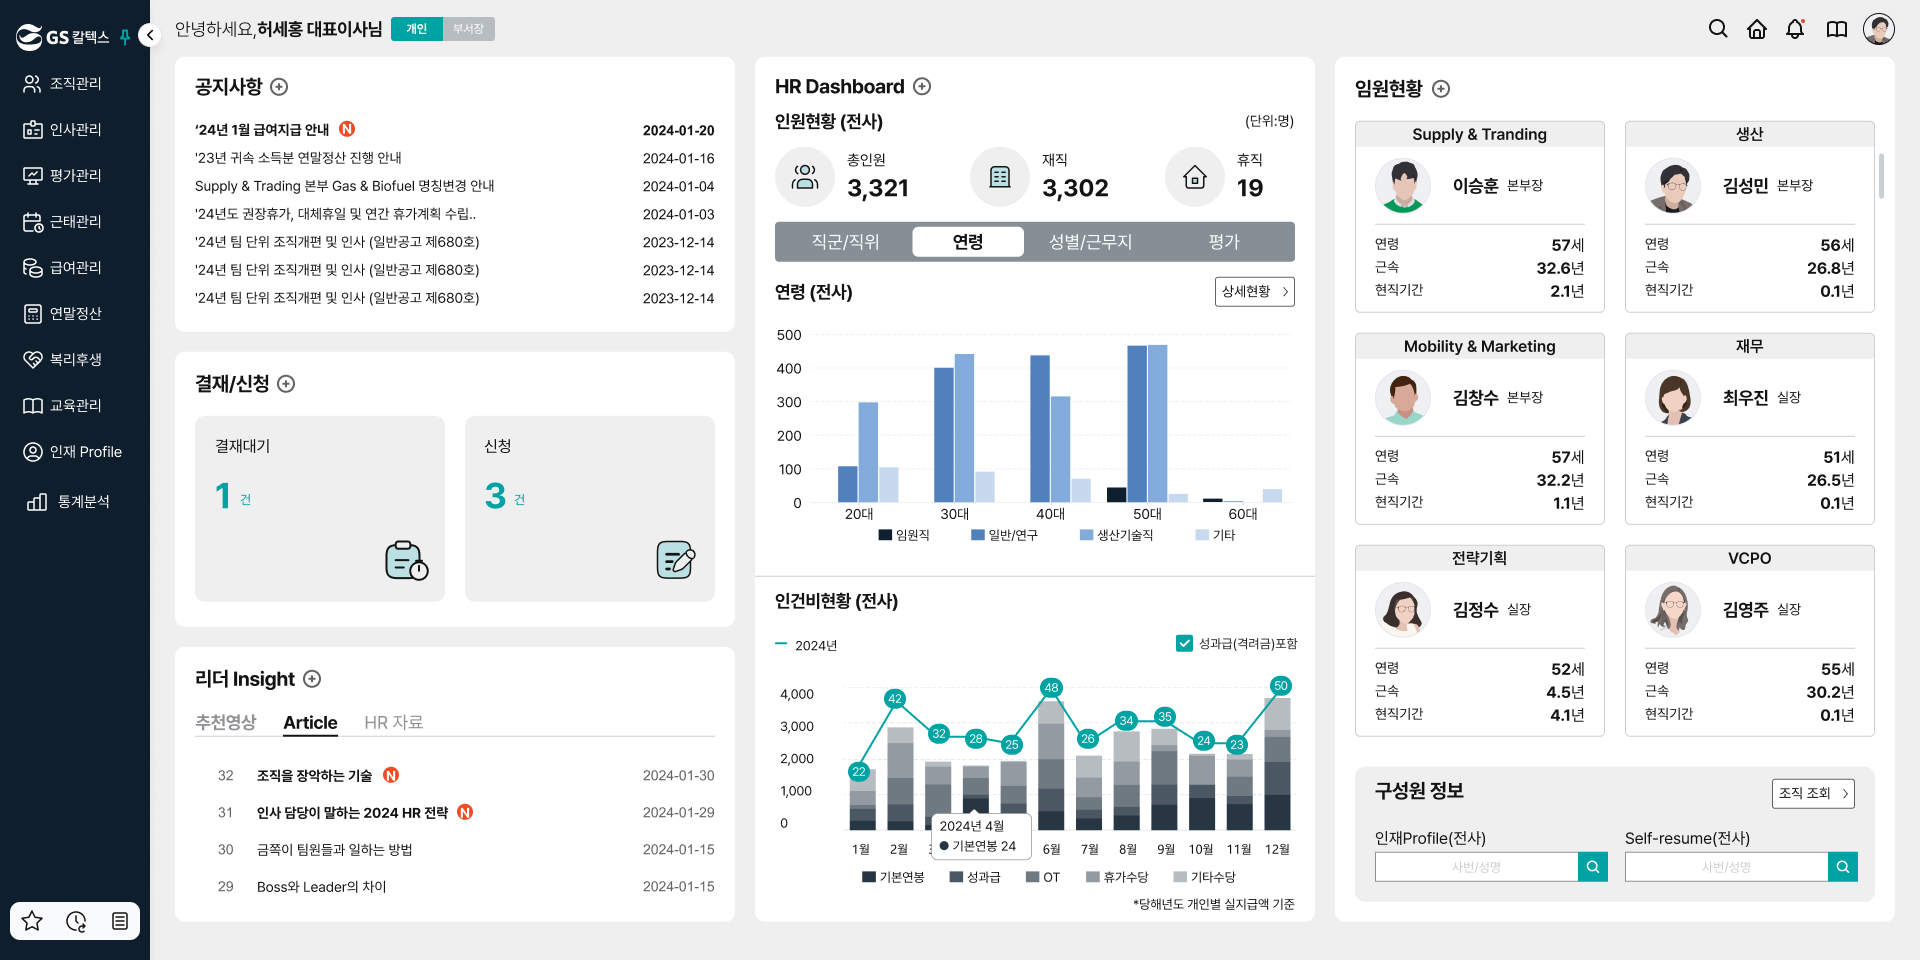 GS 칼텍스
조직관리
인사관리
평가관리
근태관리
급여관리
연말정산
복리후생
교육관리
인재 Profile
통계분석
안녕하세요,허세홍 대표이사님
개인 부서장
공지사항
‘24년 1월 급여지급 안내 N 2024-01-20
'23년 귀속 소득분 연말정산 진행 안내 2024-01-16
Supply & Trading 본부 Gas & Biofuel 명칭변경 안내 2024-01-04
'24년도 권장휴가, 대체휴일 및 연간 휴가계획 수립.. 2024-01-03
'24년 팀 단위 조직개편 및 인사 (일반공고 제680호) 2023-12-14
'24년 팀 단위 조직개편 및 인사 (일반공고 제680호) 2023-12-14
'24년 팀 단위 조직개편 및 인사 (일반공고 제680호) 2023-12-14
결재/신청
결재대기
1 건
신청
3 건
리더 Insight
추천영상 Article HR 자료
32 조직을 장악하는 기술 N 2024-01-30
31 인사 담당이 말하는 2024 HR 전략 N 2024-01-29
30 금쪽이 팀원들과 일하는 방법 2024-01-15
29 Boss와 Leader의 차이 2024-01-15
HR Dashboard
인원현황 (전사) (단위:명)
총인원
3,321
재직
3,302
휴직
19
직군/직위 연령 성별/근무지 평가
연령 (전사) 상세현황
500
400
300
200
100
0
20대 30대 40대 50대 60대
임원직 일반/연구 생산기술직 기타
인건비현황 (전사)
2024년 성과급(격려금)포함
4,000
3,000
2,000
1,000
0
22 42 32 28 25 48 26 34 35 24 23 50
2024년 4월
기본연봉 24
1월 2월 3 6월 7월 8월 9월 10월 11월 12월
기본연봉 성과급 OT 휴가수당 기타수당
*당해년도 개인별 실지급액 기준
임원현황
Supply & Tranding
이승훈 본부장
연령 57세
근속 32.6년
현직기간 2.1년
생산
김성민 본부장
연령 56세
근속 26.8년
현직기간 0.1년
Mobility & Marketing
김창수 본부장
연령 57세
근속 32.2년
현직기간 1.1년
재무
최우진 실장
연령 51세
근속 26.5년
현직기간 0.1년
전략기획
김정수 실장
연령 52세
근속 4.5년
현직기간 4.1년
VCPO
김영주 실장
연령 55세
근속 30.2년
현직기간 0.1년
구성원 정보 조직 조회
인재Profile(전사)
사번/성명
Self-resume(전사)
사번/성명